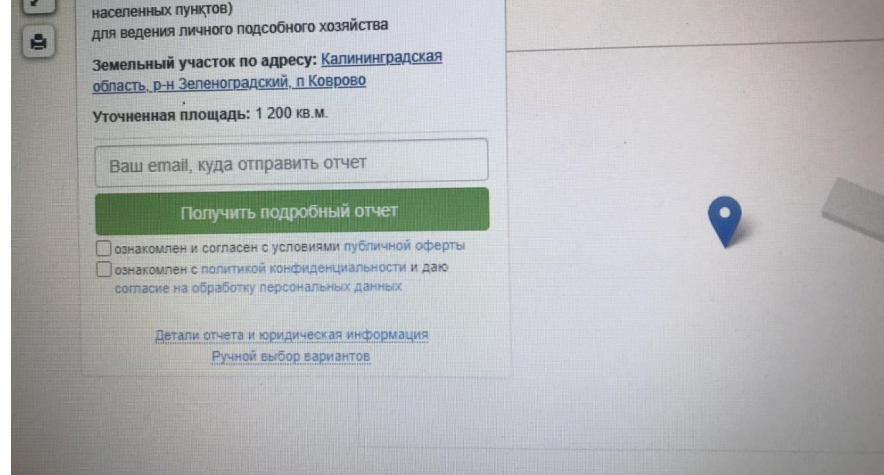 населенных пунктов)
для ведения личного подсобного хозяйства
Земельный участок по адресу: Калининградская
область, р-н Зеленоградский, п Коврово
Уточненная площадь: 1 200 кв.м.
Ваш email, куда отправить отчет
Получить подробный отчет
ознакомлен и согласен с условиями публичной оферты
ознакомлен с политикой конфиденциальности и даю
согласие на обработку персональных данных
Детали отчета и юридическая информация
Ручной выбор вариантов